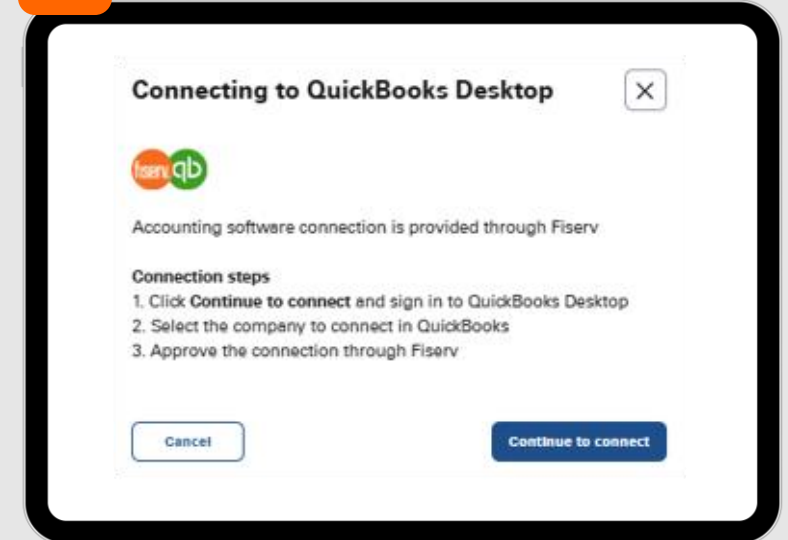 Connecting to QuickBooks Desktop
fiserv. qb
Accounting software connection is provided through Fiserv
Connection steps
1. Click Continue to connect and sign in to QuickBooks Desktop
2. Select the company to connect in QuickBooks
3. Approve the connection through Fiserv
Cancel
Continue to connect